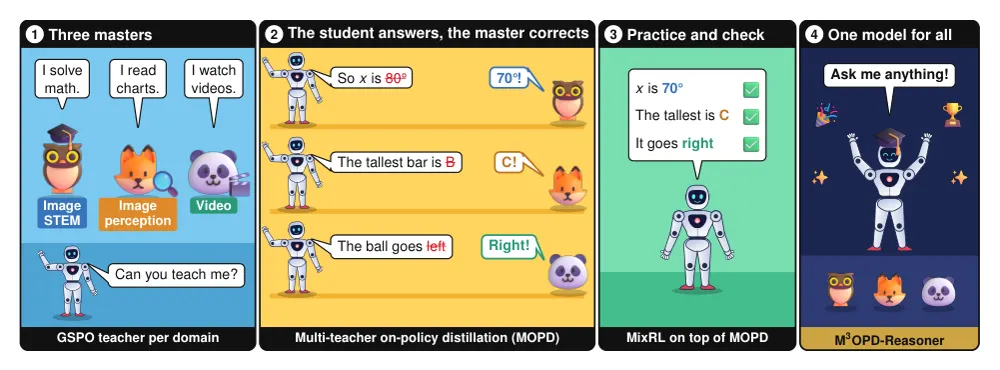 1 Three masters
I solve
math.
I read
charts.
I watch
videos.
Image
STEM
Image
perception
Video
Can you teach me?
GSPO teacher per domain
2 The student answers, the master corrects
So x is 80°
70°!
The tallest bar is B
C!
The ball goes left
Right!
Multi-teacher on-policy distillation (MOPD)
3 Practice and check
x is 70°
The tallest is C
It goes right
MixRL on top of MOPD
4 One model for all
Ask me anything!
M³OPD-Reasoner